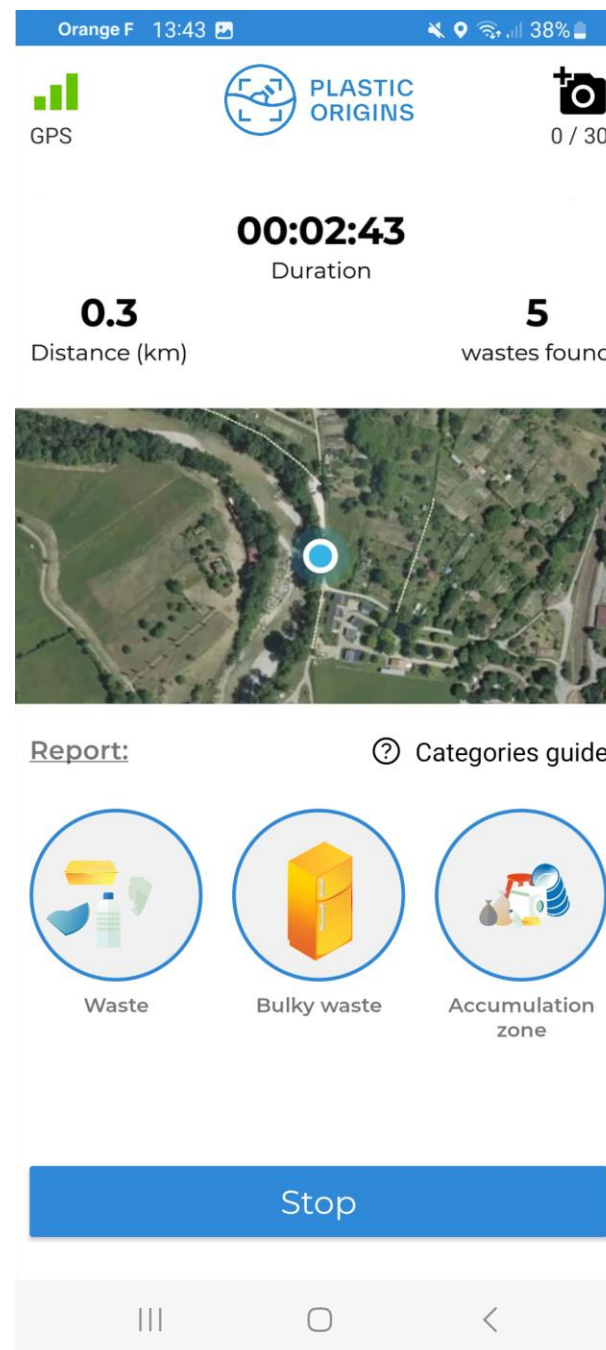 Orange F 13:43 38%
PLASTIC
ORIGINS
GPS
0 / 30
00:02:43
Duration
0.3
Distance (km)
5
wastes found
Report:
? Categories guide
Waste
Bulky waste
Accumulation
zone
Stop